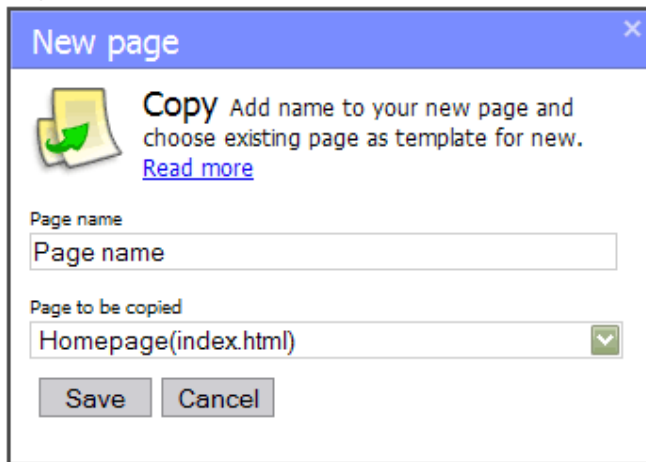 New page
Copy Add name to your new page and
choose existing page as template for new.
Read more
Page name
Page name
Page to be copied
Homepage(index.html)
Save Cancel